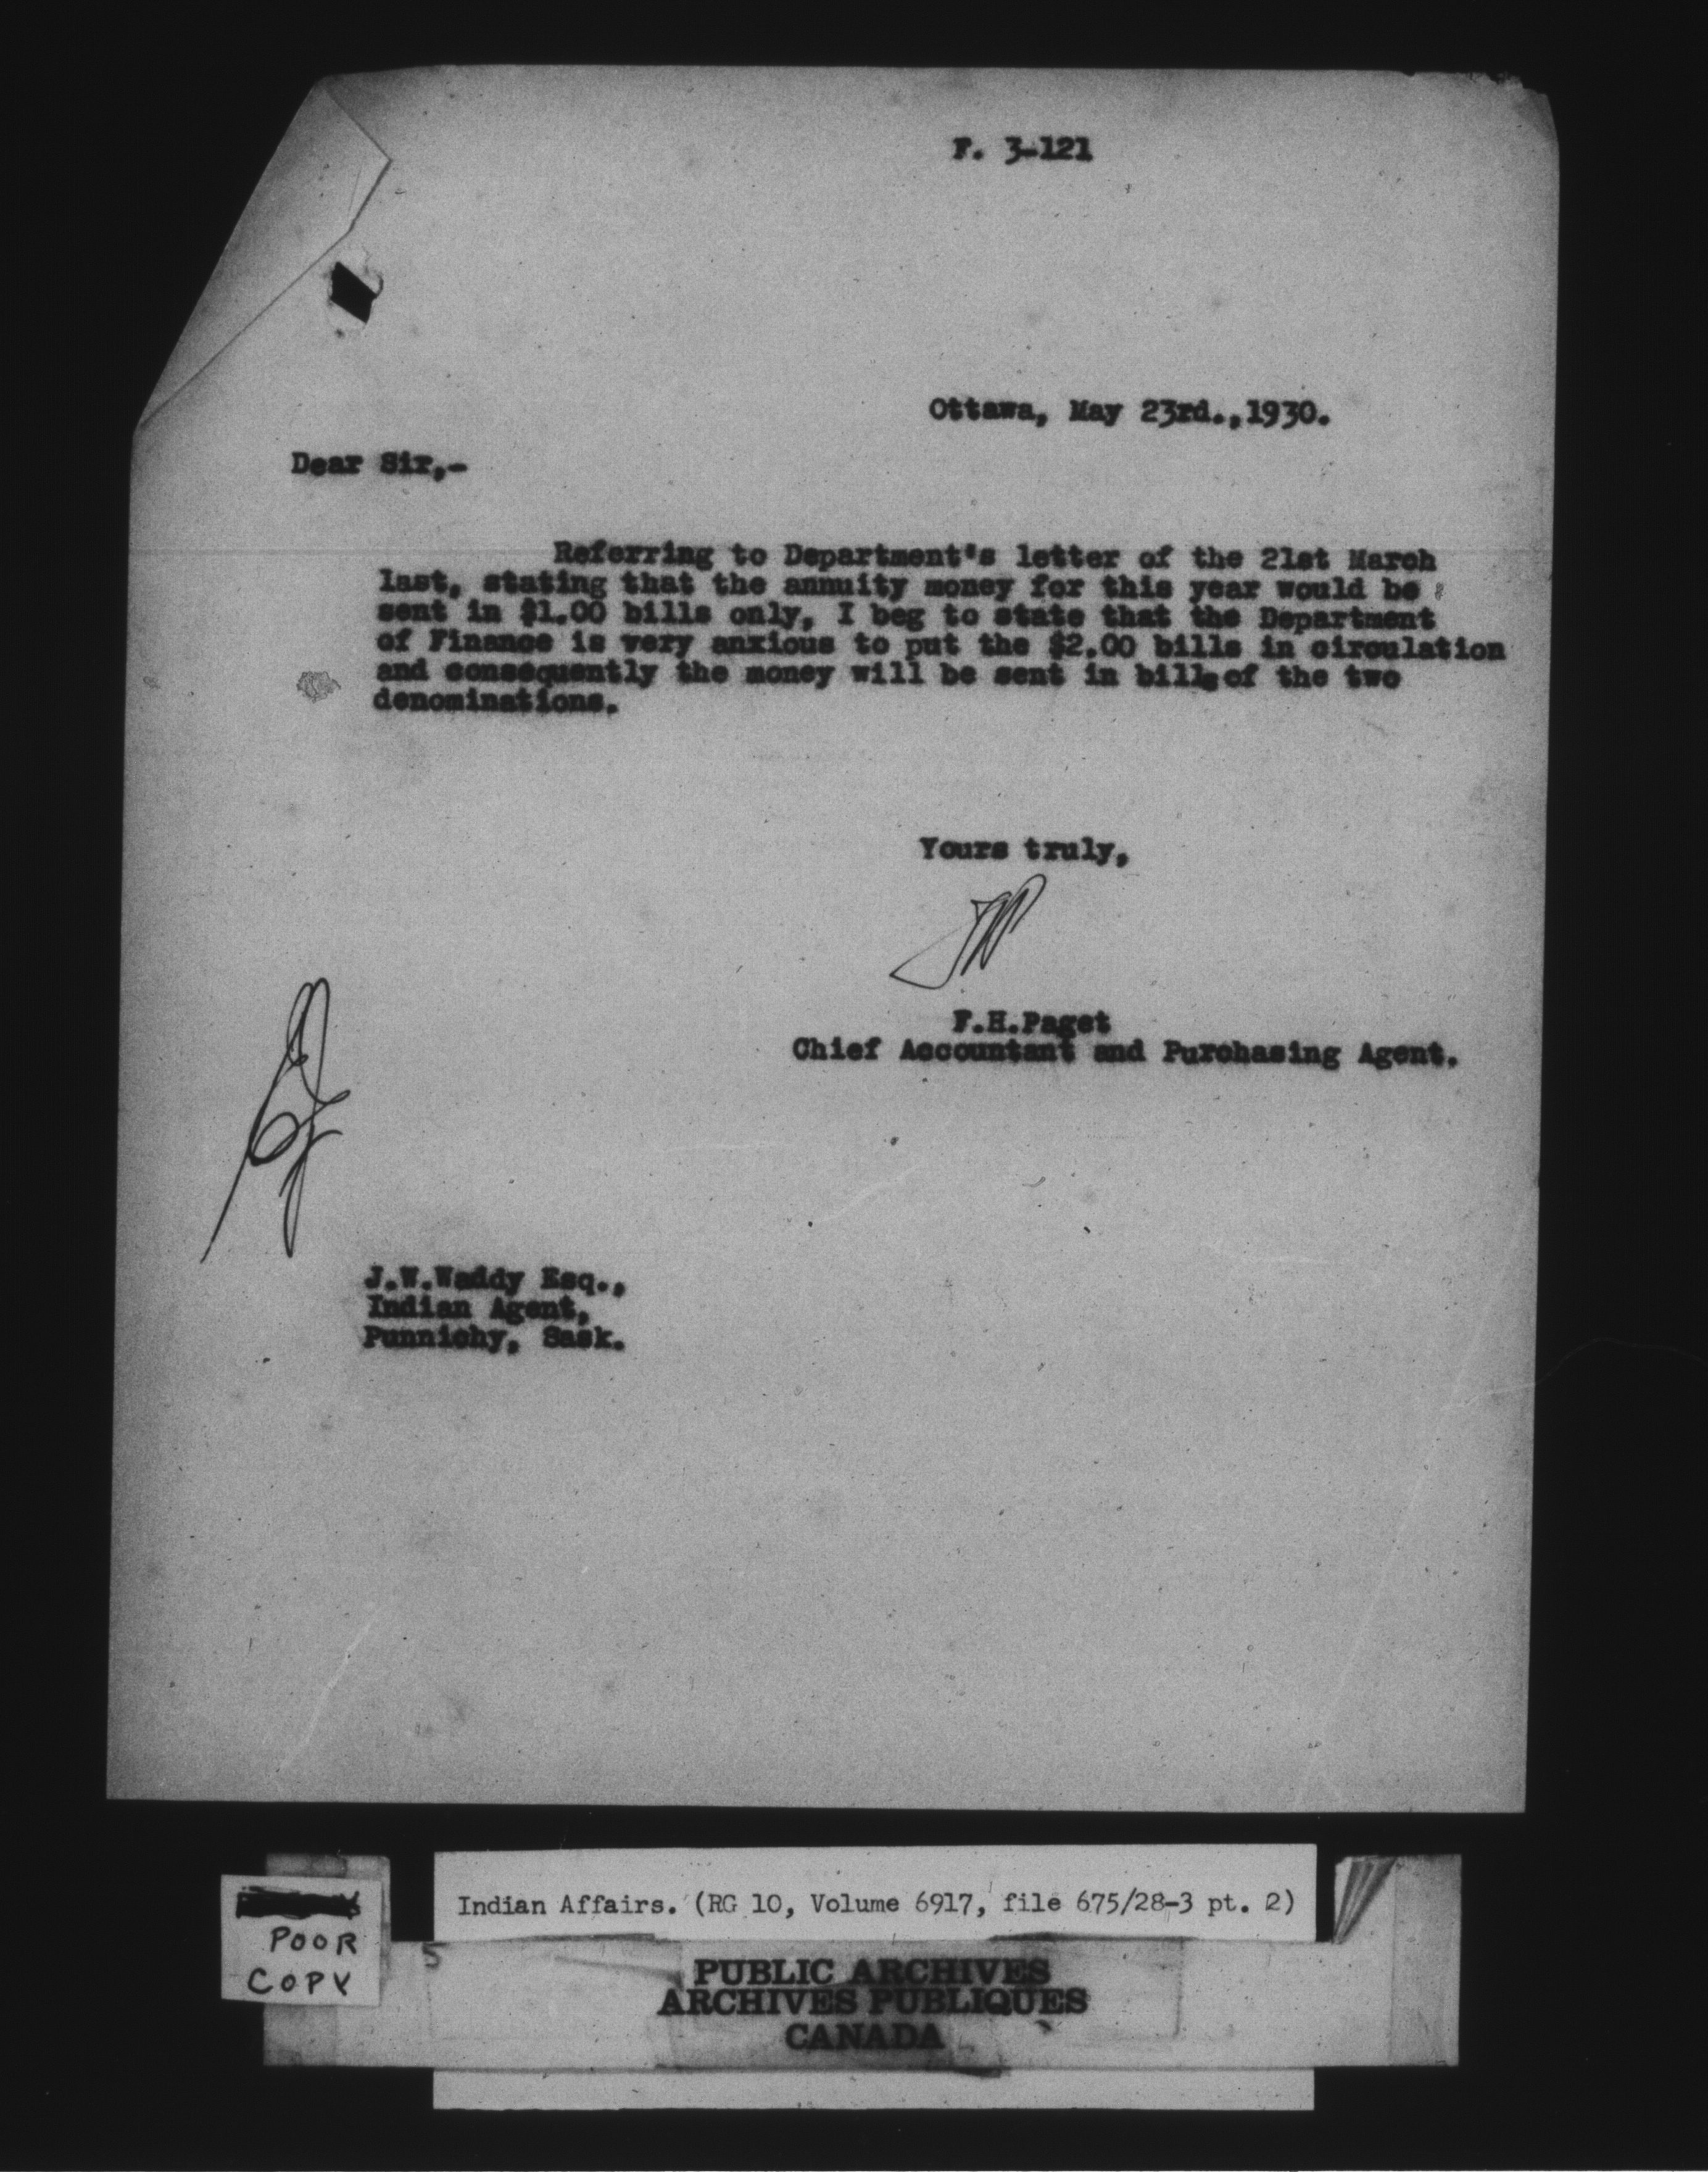 F. 3-121
Ottawa, May 23rd.,1930.
Dear Sir,-
Referring to Department's letter of the 21st March
last, stating that the annuity money for this year would be
sent in $1.00 bills only, I beg to state that the Department
of Finance is very anxious to put the $2.00 bills in circulation
and consequently the money will be sent in bills of the two
denominations.
Yours truly,
F.H.Paget
Chief Accountant and Purchasing Agent.
J.W.Waddy Esq.,
Indian Agent,
Punnichy, Sask.
Indian Affairs. (RG 10, Volume 6917, file 675/28-3 pt. 2)
POOR
COPY
5
PUBLIC ARCHIVES
ARCHIVES PUBLIQUES
CANADA